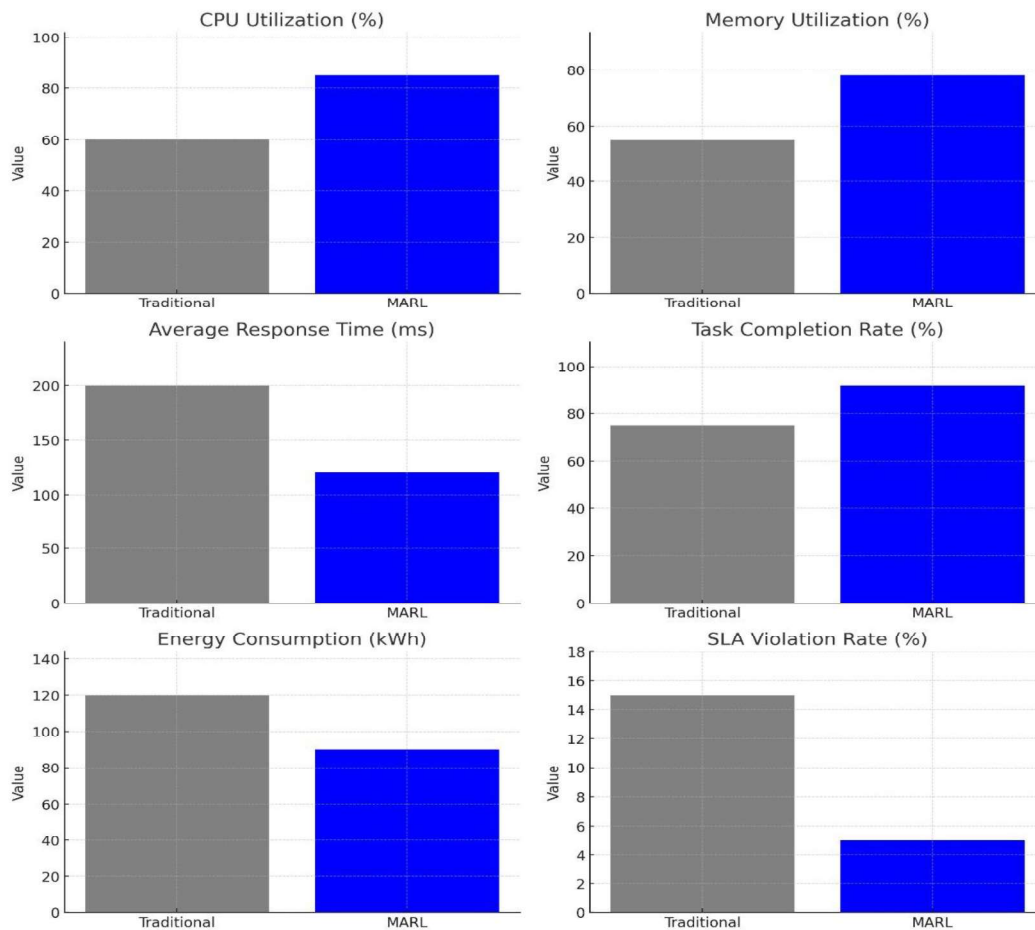 CPU Utilization (%)
100
80
60
40
20
0
Value
Traditional
MARL
Memory Utilization (%)
80
60
40
20
0
Value
Traditional
MARL
Average Response Time (ms)
200
150
100
50
0
Value
Traditional
MARL
Task Completion Rate (%)
100
80
60
40
20
0
Value
Traditional
MARL
Energy Consumption (kWh)
140
120
100
80
60
40
20
0
Value
Traditional
MARL
SLA Violation Rate (%)
18
16
14
12
10
8
6
4
2
0
Value
Traditional
MARL